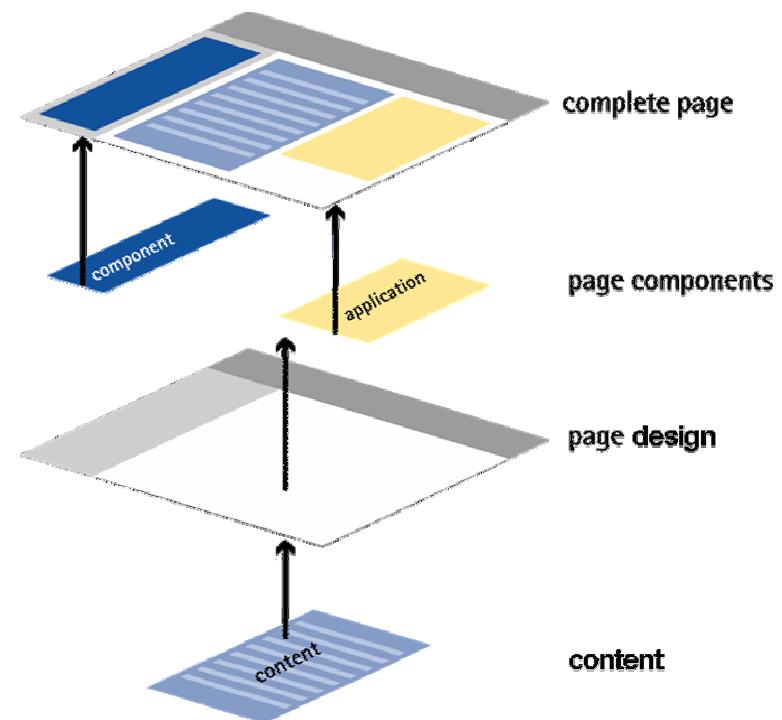 complete page
component
application
page components
page design
content
content